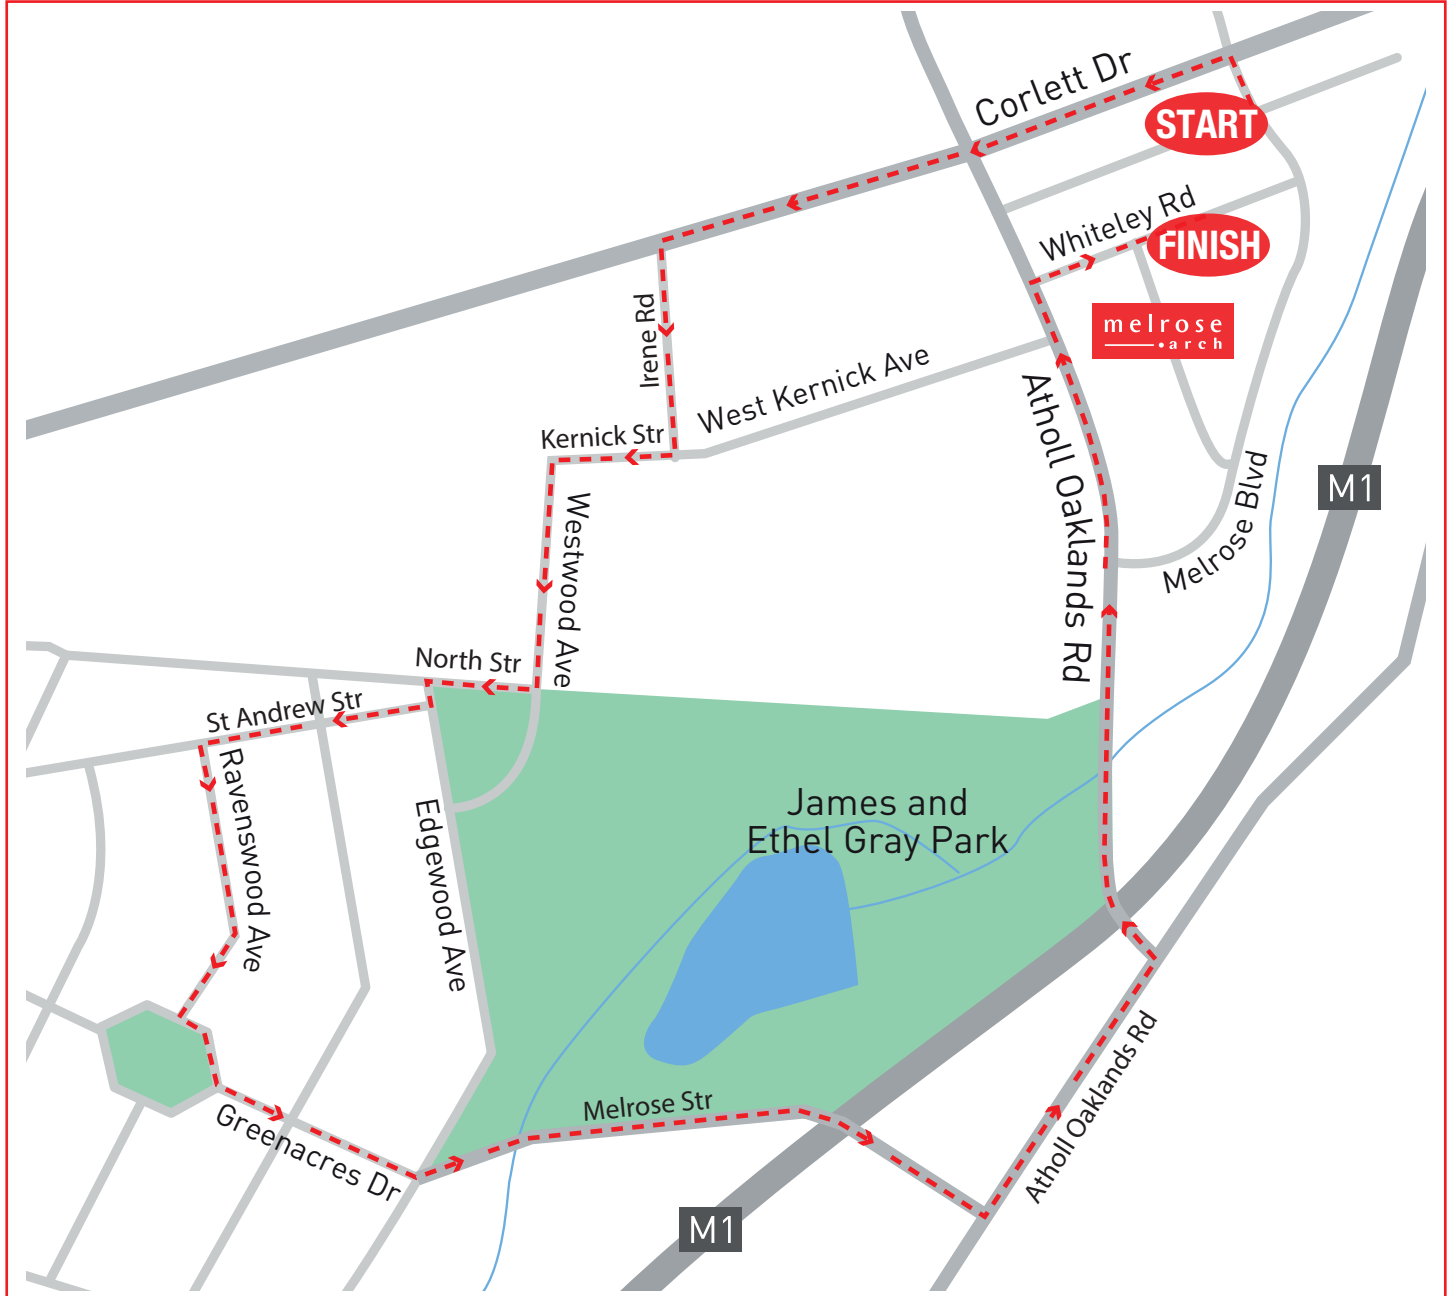 Corlett Dr
START
Whiteley Rd
FINISH
melrose
arch
Irene Rd
West Kernick Ave
Kernick Str
Atholl Oaklands Rd
M1
Melrose Blvd
Westwood Ave
North Str
St Andrew Str
Ravenswood Ave
Edgewood Ave
James and
Ethel Gray Park
Melrose Str
Greenacres Dr
Atholl Oaklands Rd
M1